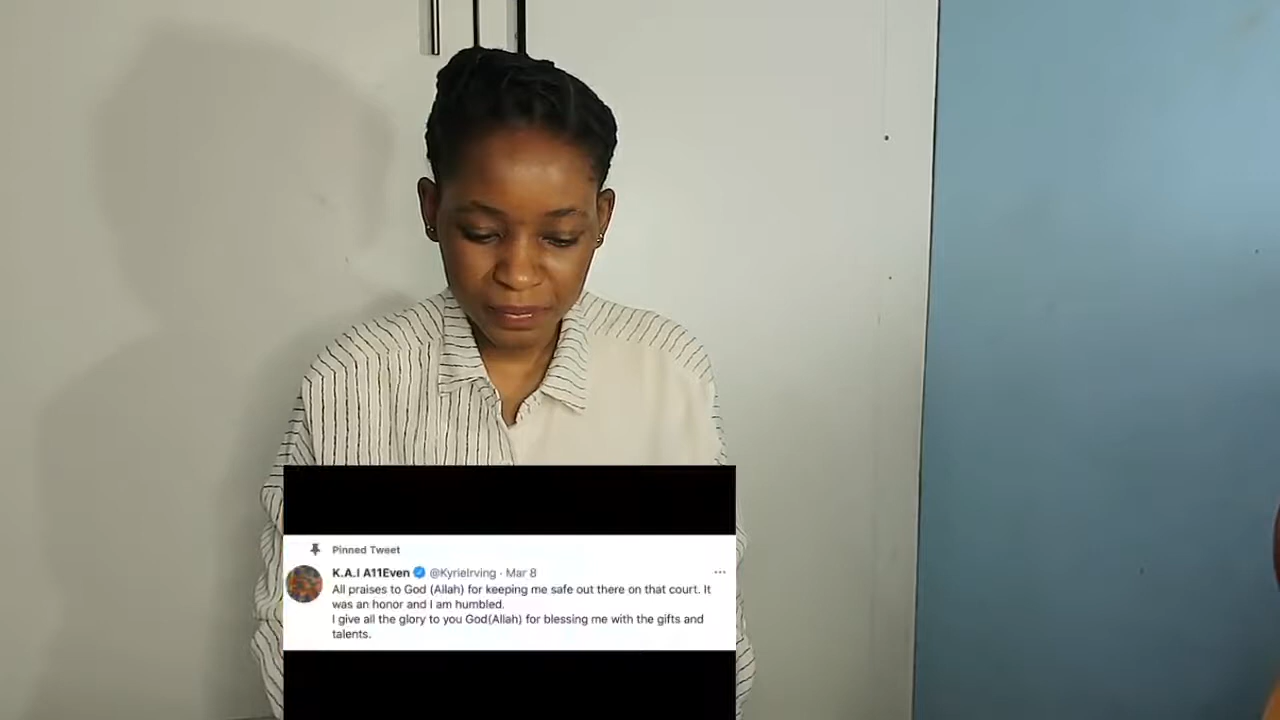 Pinned Tweet
K.A.I A11Even @KyrieIrving · Mar 8
All praises to God (Allah) for keeping me safe out there on that court. It
was an honor and I am humbled.
I give all the glory to you God(Allah) for blessing me with the gifts and
talents.